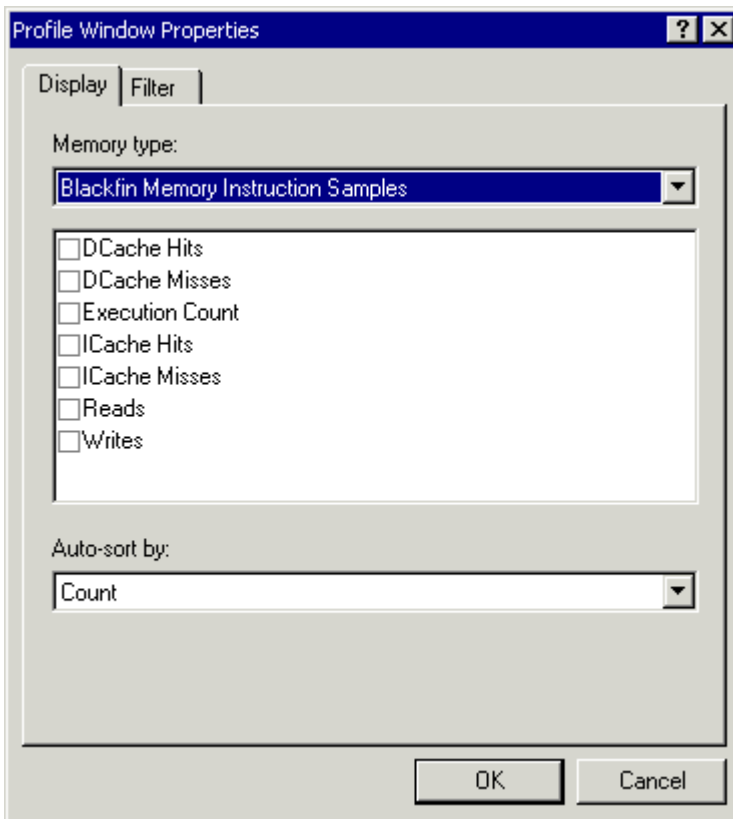 Profile Window Properties
Display Filter
Memory type:
Blackfin Memory Instruction Samples
DCache Hits
DCache Misses
Execution Count
ICache Hits
ICache Misses
Reads
Writes
Auto-sort by:
Count
OK Cancel